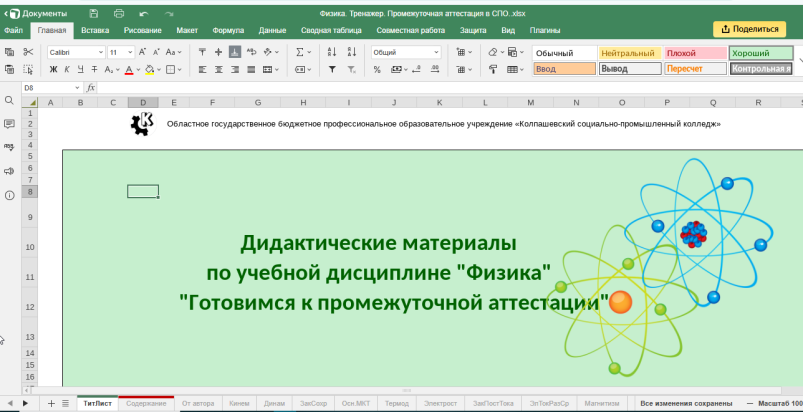 Документы
Физика. Тренажер. Промежуточная аттестация в СПО..xlsx
Файл Главная Вставка Рисование Макет Формула Данные Сводная таблица Совместная работа Защита Вид Плагины Поделиться
Calibri 11 Общий Обычный Нейтральный Плохой Хороший
Ввод Вывод Пересчет Контрольная я
D8 fx
A B C D E F G H I J K L M N O P Q R S
1
2 Областное государственное бюджетное профессиональное образовательное учреждение «Колпашевский социально-промышленный колледж»
3
4
5
6
7
8
9
10 Дидактические материалы
11 по учебной дисциплине "Физика"
12 "Готовимся к промежуточной аттестации"
13
14
15
16
ТитЛист Содержание От автора Кинем Динам ЗакСохр Осн.МКТ Термод Электрост ЗакПостТока ЭлТокРазСр Магнетизм Все изменения сохранены Масштаб 100